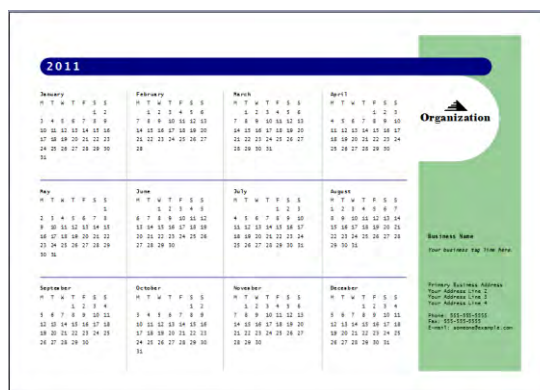 2011
January
M T W T F S S
1 2
3 4 5 6 7 8 9
10 11 12 13 14 15 16
17 18 19 20 21 22 23
24 25 26 27 28 29 30
31
February
M T W T F S S
1 2 3 4 5 6
7 8 9 10 11 12 13
14 15 16 17 18 19 20
21 22 23 24 25 26 27
28
March
M T W T F S S
1 2 3 4 5 6
7 8 9 10 11 12 13
14 15 16 17 18 19 20
21 22 23 24 25 26 27
28 29 30 31
April
M T W T F S S
1 2 3
4 5 6 7 8 9 10
11 12 13 14 15 16 17
18 19 20 21 22 23 24
25 26 27 28 29 30
Organization
May
M T W T F S S
1
2 3 4 5 6 7 8
9 10 11 12 13 14 15
16 17 18 19 20 21 22
23 24 25 26 27 28 29
30 31
June
M T W T F S S
1 2 3 4 5
6 7 8 9 10 11 12
13 14 15 16 17 18 19
20 21 22 23 24 25 26
27 28 29 30
July
M T W T F S S
1 2 3
4 5 6 7 8 9 10
11 12 13 14 15 16 17
18 19 20 21 22 23 24
25 26 27 28 29 30 31
August
M T W T F S S
1 2 3 4 5 6 7
8 9 10 11 12 13 14
15 16 17 18 19 20 21
22 23 24 25 26 27 28
29 30 31
Business Name
Your business tag line here.
September
M T W T F S S
1 2 3 4
5 6 7 8 9 10 11
12 13 14 15 16 17 18
19 20 21 22 23 24 25
26 27 28 29 30
October
M T W T F S S
1 2
3 4 5 6 7 8 9
10 11 12 13 14 15 16
17 18 19 20 21 22 23
24 25 26 27 28 29 30
31
November
M T W T F S S
1 2 3 4 5 6
7 8 9 10 11 12 13
14 15 16 17 18 19 20
21 22 23 24 25 26 27
28 29 30
December
M T W T F S S
1 2 3 4
5 6 7 8 9 10 11
12 13 14 15 16 17 18
19 20 21 22 23 24 25
26 27 28 29 30 31
Primary Business Address
Your Address Line 2
Your Address Line 3
Your Address Line 4
Phone: 555-555-5555
Fax: 555-555-5555
E-mail: someone@example.com